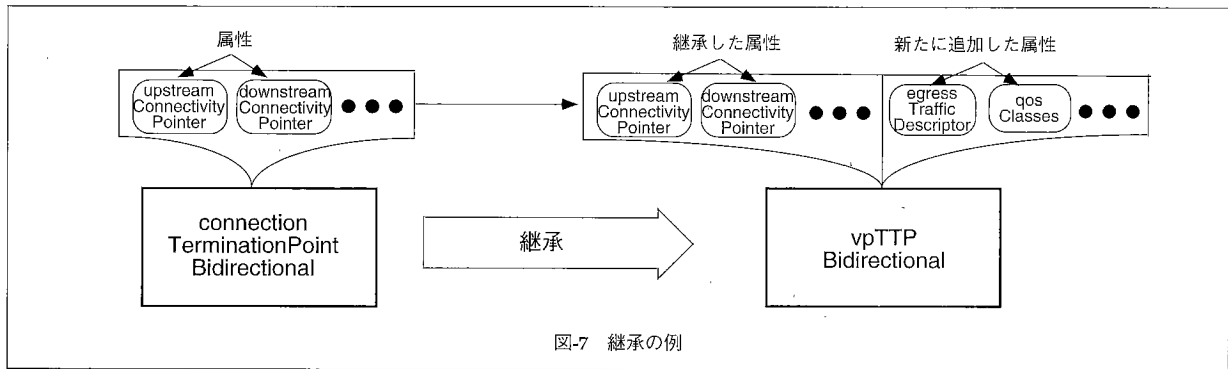 属性
継承した属性
新たに追加した属性
upstream
Connectivity
Pointer
downstream
Connectivity
Pointer
upstream
Connectivity
Pointer
downstream
Connectivity
Pointer
egress
Traffic
Descriptor
qos
Classes
connection
TerminationPoint
Bidirectional
継承
vpTTP
Bidirectional
図-7 継承の例